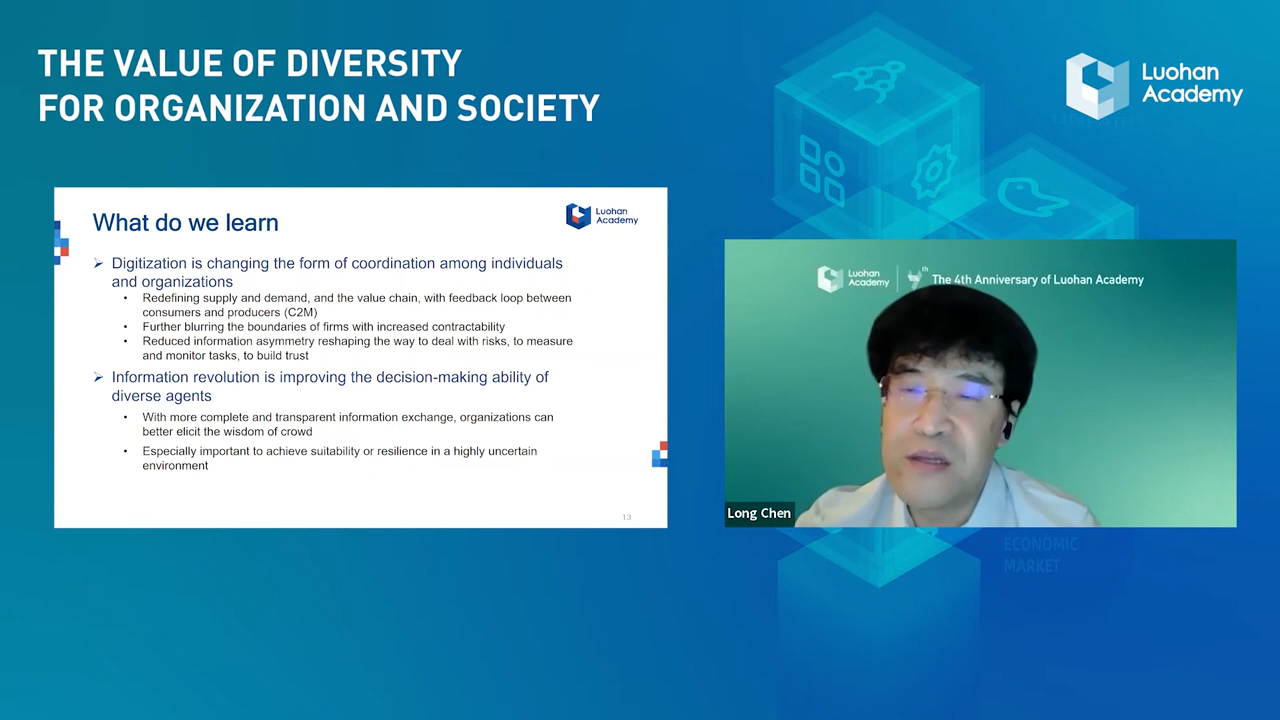 THE VALUE OF DIVERSITY
FOR ORGANIZATION AND SOCIETY
Luohan
Academy
What do we learn
Luohan
Academy
➢ Digitization is changing the form of coordination among individuals
and organizations
• Redefining supply and demand, and the value chain, with feedback loop between
consumers and producers (C2M)
• Further blurring the boundaries of firms with increased contractability
• Reduced information asymmetry reshaping the way to deal with risks, to measure
and monitor tasks, to build trust
➢ Information revolution is improving the decision-making ability of
diverse agents
• With more complete and transparent information exchange, organizations can
better elicit the wisdom of crowd
• Especially important to achieve suitability or resilience in a highly uncertain
environment
13
Luohan
Academy
The 4th Anniversary of Luohan Academy
Long Chen
ECONOMIC
MARKET